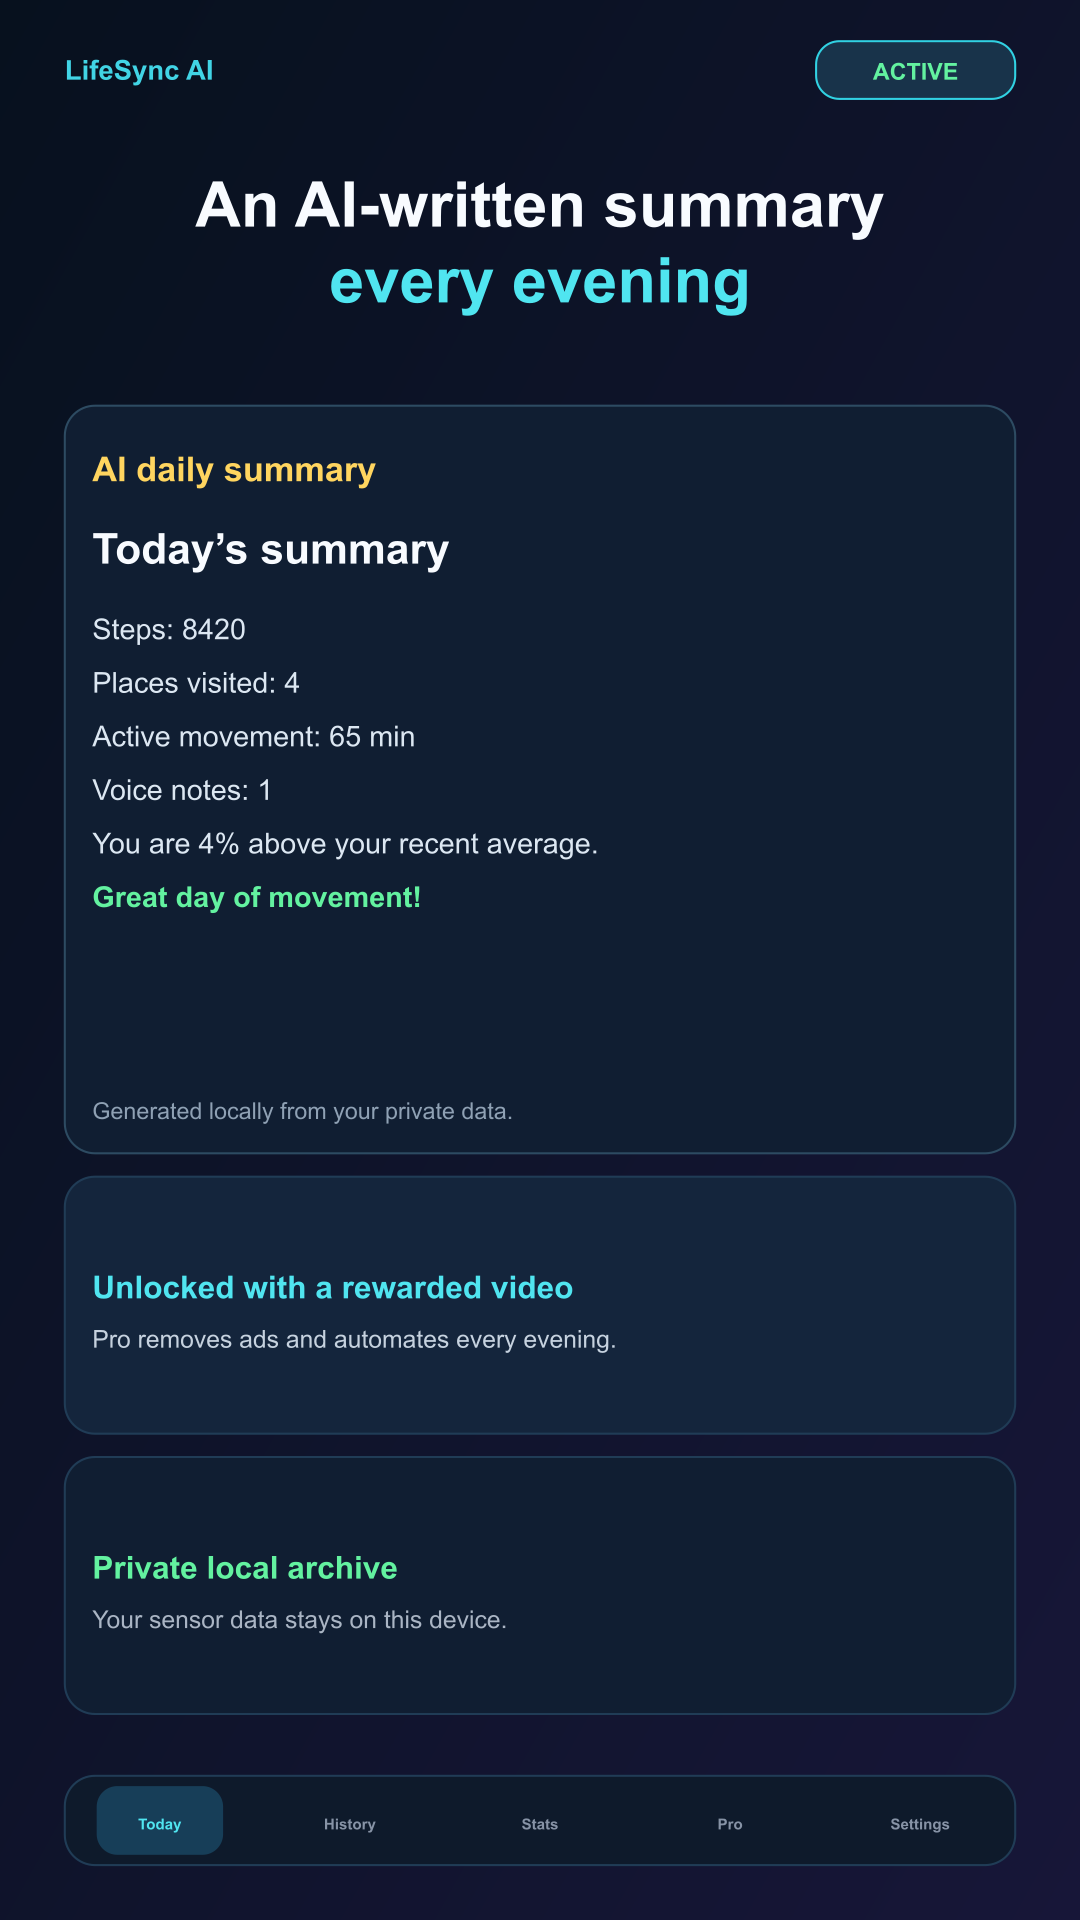 LifeSync AI
ACTIVE
An AI-written summary
every evening
AI daily summary
Today’s summary
Steps: 8420
Places visited: 4
Active movement: 65 min
Voice notes: 1
You are 4% above your recent average.
Great day of movement!
Generated locally from your private data.
Unlocked with a rewarded video
Pro removes ads and automates every evening.
Private local archive
Your sensor data stays on this device.
Today
History
Stats
Pro
Settings